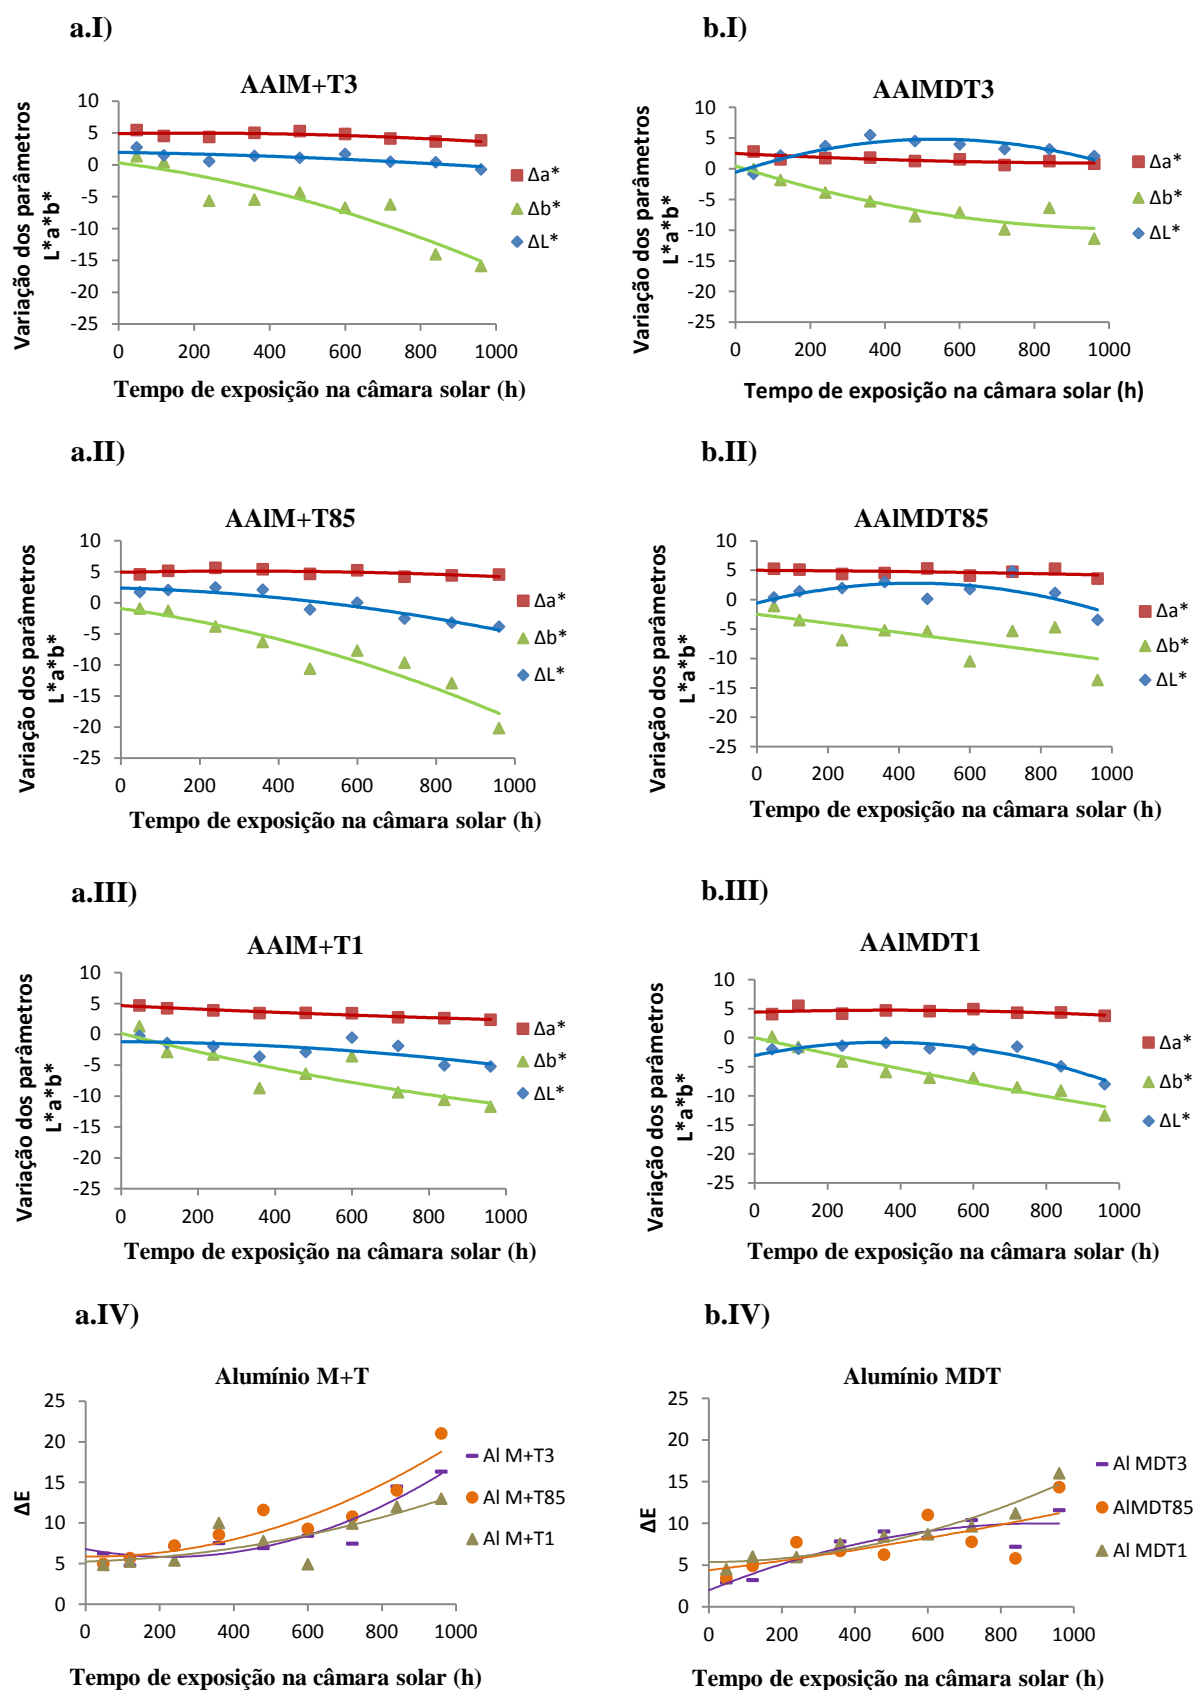 a.I)
AAlM+T3
Variação dos parâmetros
L*a*b*
10
5
0
-5
-10
-15
-20
-25
0 200 400 600 800 1000
Tempo de exposição na câmara solar (h)
Δa*
Δb*
ΔL*
b.I)
AAlMDT3
Variação dos parâmetros
L*a*b*
10
5
0
-5
-10
-15
-20
-25
0 200 400 600 800 1000
Tempo de exposição na câmara solar (h)
Δa*
Δb*
ΔL*
a.II)
AAlM+T85
Variação dos parâmetros
L*a*b*
10
5
0
-5
-10
-15
-20
-25
0 200 400 600 800 1000
Tempo de exposição na câmara solar (h)
Δa*
Δb*
ΔL*
b.II)
AAlMDT85
Variação dos parâmetros
L*a*b*
10
5
0
-5
-10
-15
-20
-25
0 200 400 600 800 1000
Tempo de exposição na câmara solar (h)
Δa*
Δb*
ΔL*
a.III)
AAlM+T1
Variação dos parâmetros
L*a*b*
10
5
0
-5
-10
-15
-20
-25
0 200 400 600 800 1000
Tempo de exposição na câmara solar (h)
Δa*
Δb*
ΔL*
b.III)
AAlMDT1
Variação dos parâmetros
L*a*b*
10
5
0
-5
-10
-15
-20
-25
0 200 400 600 800 1000
Tempo de exposição na câmara solar (h)
Δa*
Δb*
ΔL*
a.IV)
Alumínio M+T
ΔE
25
20
15
10
5
0
0 200 400 600 800 1000
Tempo de exposição na câmara solar (h)
Al M+T3
Al M+T85
Al M+T1
b.IV)
Alumínio MDT
ΔE
25
20
15
10
5
0
0 200 400 600 800 1000
Tempo de exposição na câmara solar (h)
Al MDT3
AlMDT85
Al MDT1